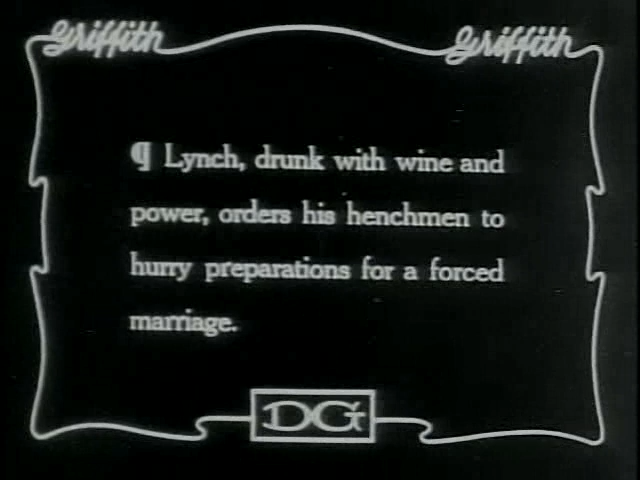 Griffith Griffith
¶ Lynch, drunk with wine and
power, orders his henchmen to
hurry preparations for a forced
marriage.
DG